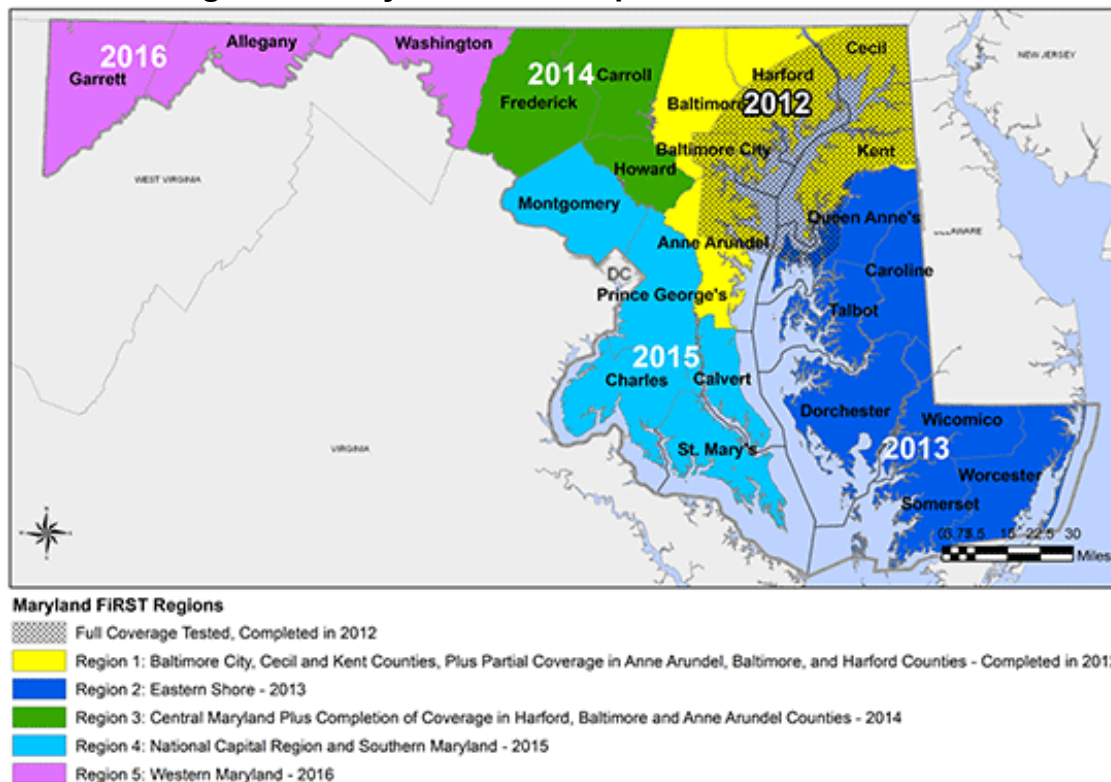 2016
Allegany
Garrett
Washington
2014
Carroll
Frederick
Howard
Cecil
Harford
Baltimore
2012
Baltimore City
Kent
NEW JERSEY
WEST VIRGINIA
Montgomery
Queen Anne's
Anne Arundel
DC
Caroline
Prince George's
Talbot
2015
Charles
Calvert
Dorchester
Wicomico
St. Mary's
2013
VIRGINIA
Worcester
Somerset
15
22.5
30
Miles
Maryland FiRST Regions
Full Coverage Tested, Completed in 2012
Region 1: Baltimore City, Cecil and Kent Counties, Plus Partial Coverage in Anne Arundel, Baltimore, and Harford Counties - Completed in
Region 2: Eastern Shore - 2013
Region 3: Central Maryland Plus Completion of Coverage in Harford, Baltimore and Anne Arundel Counties - 2014
Region 4: National Capital Region and Southern Maryland - 2015
Region 5: Western Maryland - 2016